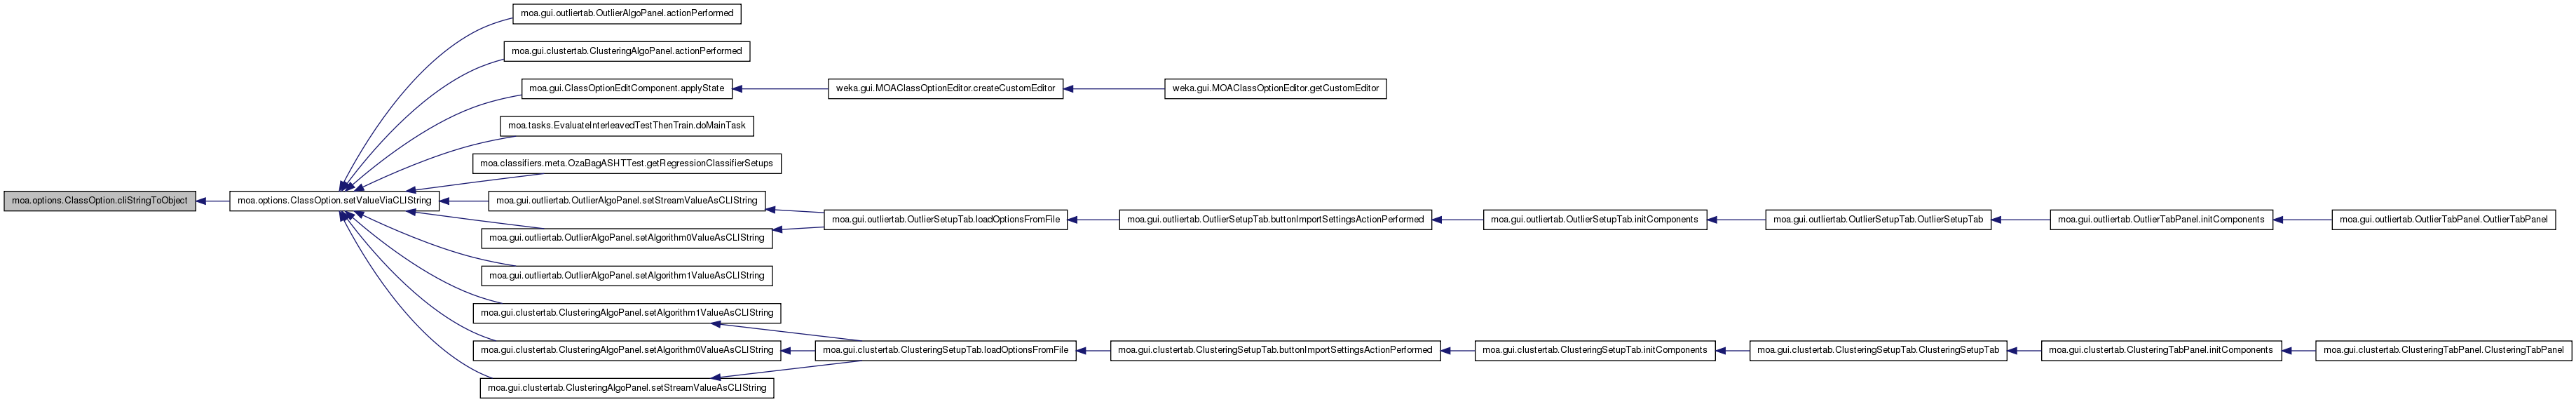 moa.gui.outliertab.OutlierAlgoPanel.actionPerformed
moa.gui.clustertab.ClusteringAlgoPanel.actionPerformed
moa.gui.ClassOptionEditComponent.applyState
weka.gui.MOAClassOptionEditor.createCustomEditor
weka.gui.MOAClassOptionEditor.getCustomEditor
moa.tasks.EvaluateInterleavedTestThenTrain.doMainTask
moa.classifiers.meta.OzaBagASHTTest.getRegressionClassifierSetups
moa.options.ClassOption.cliStringToObject
moa.options.ClassOption.setValueViaCLIString
moa.gui.outliertab.OutlierAlgoPanel.setStreamValueAsCLIString
moa.gui.outliertab.OutlierSetupTab.loadOptionsFromFile
moa.gui.outliertab.OutlierSetupTab.buttonImportSettingsActionPerformed
moa.gui.outliertab.OutlierSetupTab.initComponents
moa.gui.outliertab.OutlierSetupTab.OutlierSetupTab
moa.gui.outliertab.OutlierTabPanel.initComponents
moa.gui.outliertab.OutlierTabPanel.OutlierTabPanel
moa.gui.outliertab.OutlierAlgoPanel.setAlgorithm0ValueAsCLIString
moa.gui.outliertab.OutlierAlgoPanel.setAlgorithm1ValueAsCLIString
moa.gui.clustertab.ClusteringAlgoPanel.setAlgorithm1ValueAsCLIString
moa.gui.clustertab.ClusteringAlgoPanel.setAlgorithm0ValueAsCLIString
moa.gui.clustertab.ClusteringSetupTab.loadOptionsFromFile
moa.gui.clustertab.ClusteringSetupTab.buttonImportSettingsActionPerformed
moa.gui.clustertab.ClusteringSetupTab.initComponents
moa.gui.clustertab.ClusteringSetupTab.ClusteringSetupTab
moa.gui.clustertab.ClusteringTabPanel.initComponents
moa.gui.clustertab.ClusteringTabPanel.ClusteringTabPanel
moa.gui.clustertab.ClusteringAlgoPanel.setStreamValueAsCLIString